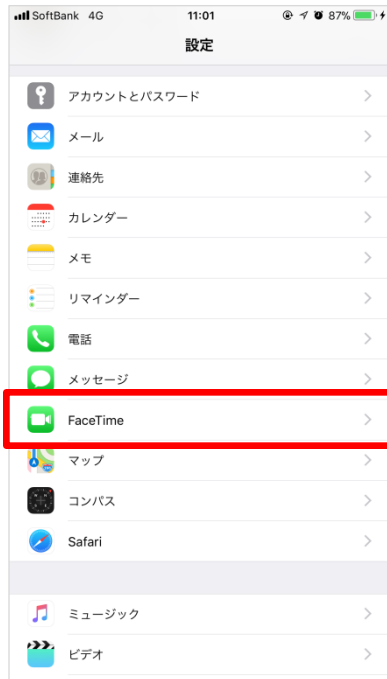 SoftBank 4G 11:01 87%
設定
アカウントとパスワード
メール
連絡先
カレンダー
メモ
リマインダー
電話
メッセージ
FaceTime
マップ
コンパス
Safari
ミュージック
ビデオ